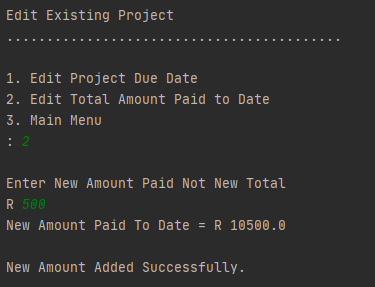 Edit Existing Project
..........................................
1. Edit Project Due Date
2. Edit Total Amount Paid to Date
3. Main Menu
: 2
Enter New Amount Paid Not New Total
R 500
New Amount Paid To Date = R 10500.0
New Amount Added Successfully.